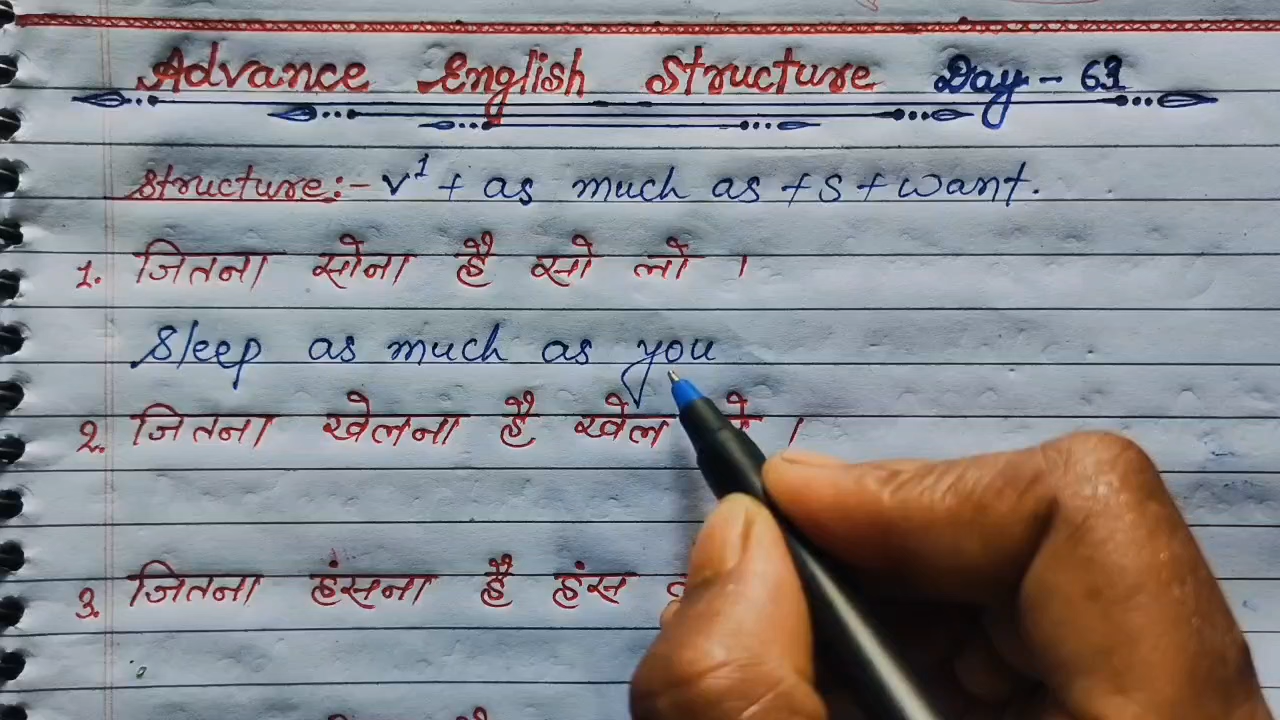 Advance English Structure Day - 61
Structure:- V¹ + as much as + S + want.
1. जितना सोना है सो लो ।
Sleep as much as you
2. जितना खेलना है खेल ।
3. जितना हंसना है हंस